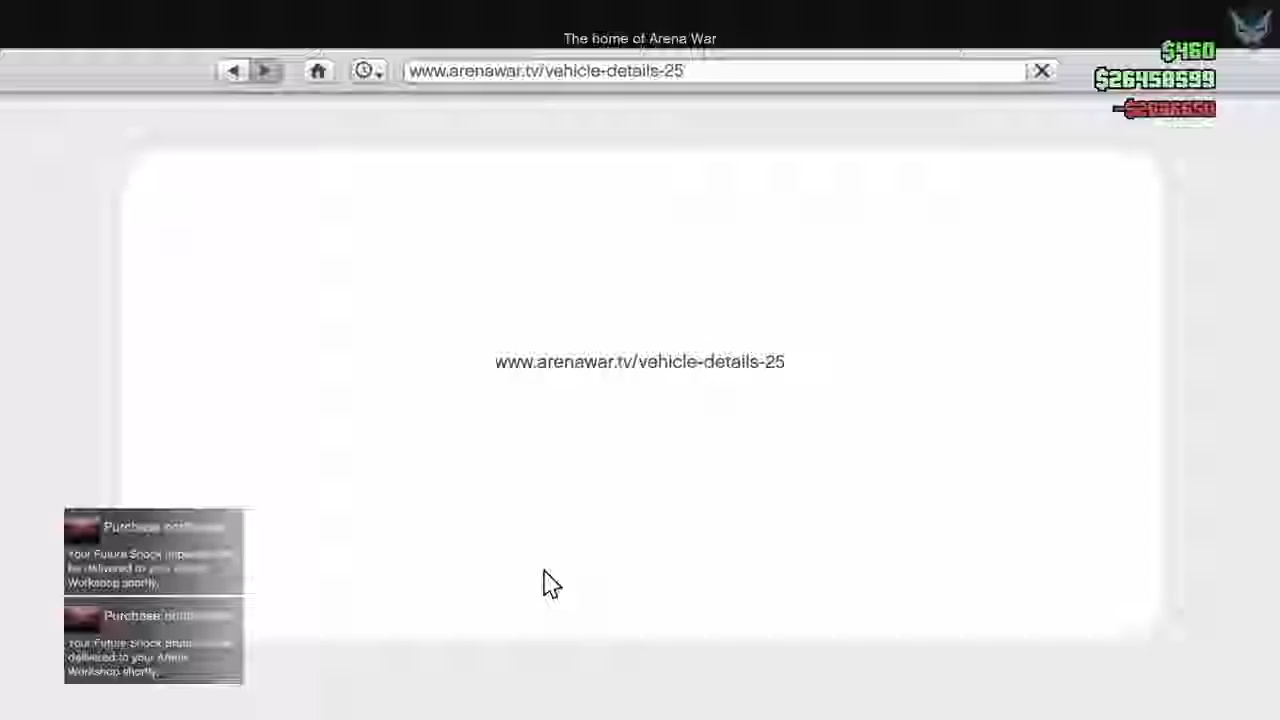 The home of Arena War
www.arenawar.tv/vehicle-details-25
$460
$26458599
www.arenawar.tv/vehicle-details-25
Purchase
Your Future Shock
be delivered to your
Workshop shortly.
Purchase
Your Future Shock
delivered to your Arena
Workshop shortly.